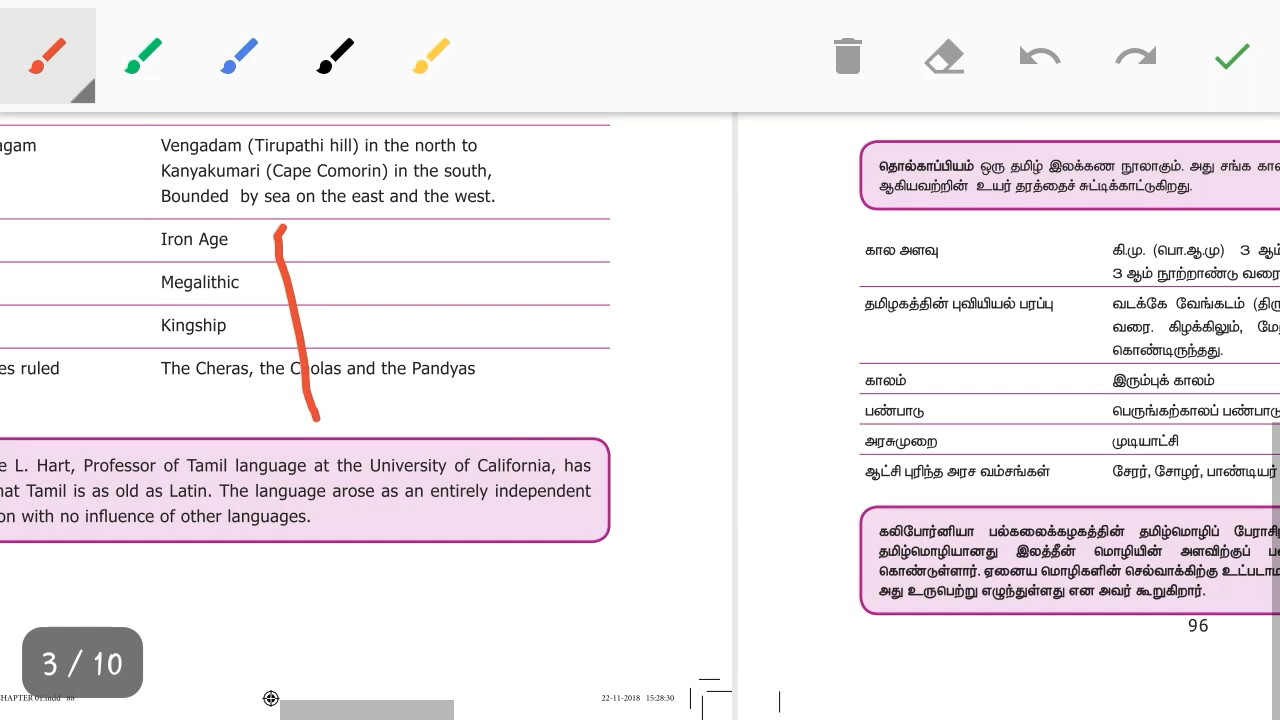 Vengadam (Tirupathi hill) in the north to
Kanyakumari (Cape Comorin) in the south,
Bounded by sea on the east and the west.
Iron Age
Megalithic
Kingship
es ruled The Cheras, the Cholas and the Pandyas
e L. Hart, Professor of Tamil language at the University of California, has
hat Tamil is as old as Latin. The language arose as an entirely independent
on with no influence of other languages.
3 / 10
22-11-2018 15:28:30
தொல்காப்பியம் ஒரு தமிழ் இலக்கண நூலாகும். அது சங்க
ஆகியவற்றின் உயர் தரத்தைச் சுட்டிக்காட்டுகிறது.
கால அளவு கி.மு. (பொ.ஆ.மு) 3 ஆம்
3 ஆம் நூற்றாண்டு வரை
தமிழகத்தின் புவியியல் பரப்பு வடக்கே வேங்கடம் (திரு
வரை. கிழக்கிலும், மே
கொண்டிருந்தது.
காலம் இரும்புக் காலம்
பண்பாடு பெருங்கற்காலப் பண்பாடு
அரசுமுறை முடியாட்சி
ஆட்சி புரிந்த அரச வம்சங்கள் சேரர், சோழர், பாண்டியர்
கலிபோர்னியா பல்கலைக்கழகத்தின் தமிழ்மொழிப்
தமிழ்மொழியானது இலத்தீன் மொழியின் அளவிற்குப்
கொண்டுள்ளார். ஏனைய மொழிகளின் செல்வாக்கிற்கு உட்படாம
அது உருபெற்று எழுந்துள்ளது என அவர் கூறுகிறார்.
96